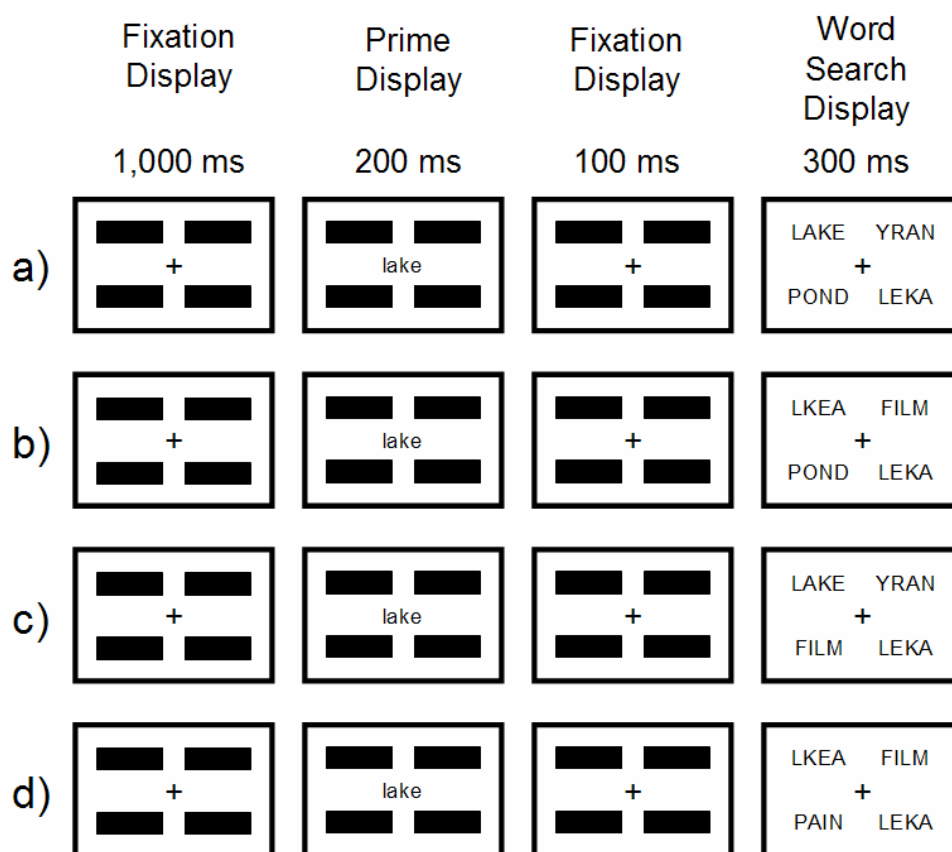 Fixation Display
Prime Display
Fixation Display
Word Search Display
1,000 ms
200 ms
100 ms
300 ms
a)
+
lake
+
LAKE YRAN
+
POND LEKA
b)
+
lake
+
LKEA FILM
+
POND LEKA
c)
+
lake
+
LAKE YRAN
+
FILM LEKA
d)
+
lake
+
LKEA FILM
+
PAIN LEKA